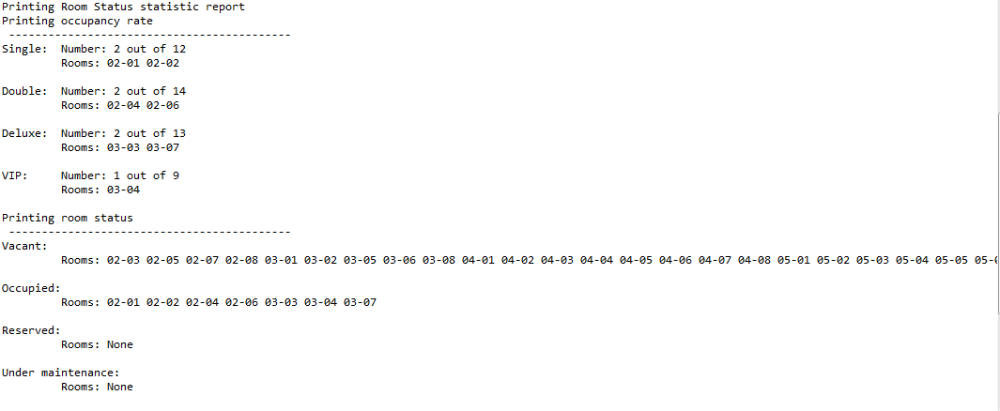 Printing Room Status statistic report
Printing occupancy rate
-------------------------------------------
Single: Number: 2 out of 12
Rooms: 02-01 02-02
Double: Number: 2 out of 14
Rooms: 02-04 02-06
Deluxe: Number: 2 out of 13
Rooms: 03-03 03-07
VIP: Number: 1 out of 9
Rooms: 03-04
Printing room status
-------------------------------------------
Vacant:
Rooms: 02-03 02-05 02-07 02-08 03-01 03-02 03-05 03-06 03-08 04-01 04-02 04-03 04-04 04-05 04-06 04-07 04-08 05-01 05-02 05-03 05-04 05-05
Occupied:
Rooms: 02-01 02-02 02-04 02-06 03-03 03-04 03-07
Reserved:
Rooms: None
Under maintenance:
Rooms: None